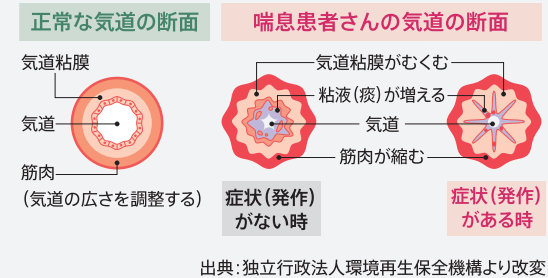 正常な気道の断面
喘息患者さんの気道の断面
気道粘膜
気道
筋肉
(気道の広さを調整する)
気道粘膜がむくむ
粘液(痰)が増える
気道
筋肉が縮む
症状(発作)
がない時
症状(発作)
がある時
出典:独立行政法人環境再生保全機構より改変